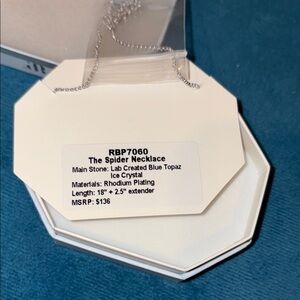 RBP7060
The Spider Necklace
Main Stone: Lab Created Blue Topaz
Ice Crystal
Materials: Rhodium Plating
Length: 18" + 2.5" extender
MSRP: $136